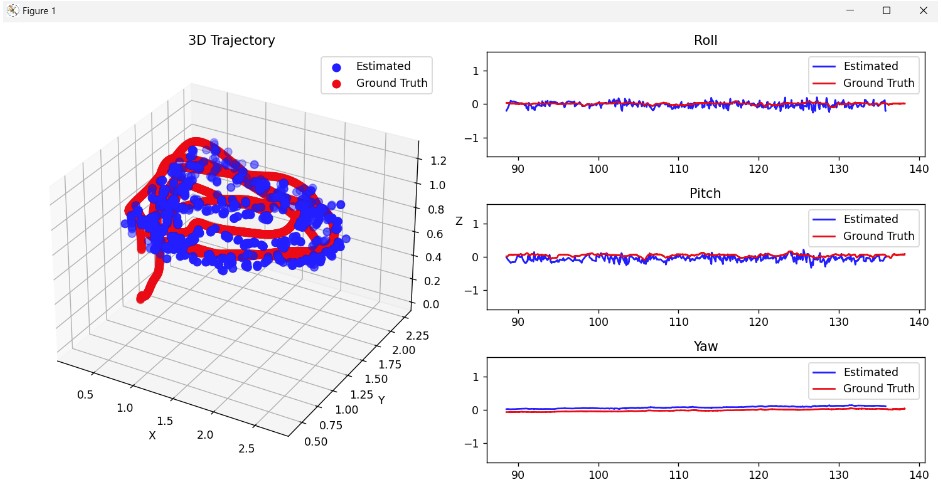 Figure 1
3D Trajectory
Estimated
Ground Truth
1.2
1.0
0.8
0.6
0.4
0.2
0.0
Z
2.25
2.00
1.75
1.50
1.25
1.00
0.75
0.50
Y
0.5
1.0
1.5
2.0
2.5
X
Roll
Estimated
Ground Truth
1
0
−1
90 100 110 120 130 140
Pitch
Estimated
Ground Truth
1
0
−1
90 100 110 120 130 140
Yaw
Estimated
Ground Truth
1
0
−1
90 100 110 120 130 140